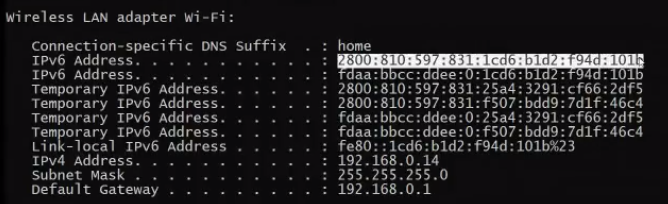 Wireless LAN adapter Wi-Fi:
Connection-specific DNS Suffix . : home
IPv6 Address. . . . . . . . . . . : 2800:810:597:831:1cd6:b1d2:f94d:101b
IPv6 Address. . . . . . . . . . . : fdaa:bbcc:ddee:0:1cd6:b1d2:f94d:101b
Temporary IPv6 Address. . . . . . : 2800:810:597:831:25a4:3291:cf66:2df5
Temporary IPv6 Address. . . . . . : 2800:810:597:831:f507:bdd9:7d1f:46c4
Temporary IPv6 Address. . . . . . : fdaa:bbcc:ddee:0:25a4:3291:cf66:2df5
Temporary IPv6 Address. . . . . . : fdaa:bbcc:ddee:0:f507:bdd9:7d1f:46c4
Link-local IPv6 Address . . . . . : fe80::1cd6:b1d2:f94d:101b%23
IPv4 Address. . . . . . . . . . . : 192.168.0.14
Subnet Mask . . . . . . . . . . . : 255.255.255.0
Default Gateway . . . . . . . . . : 192.168.0.1